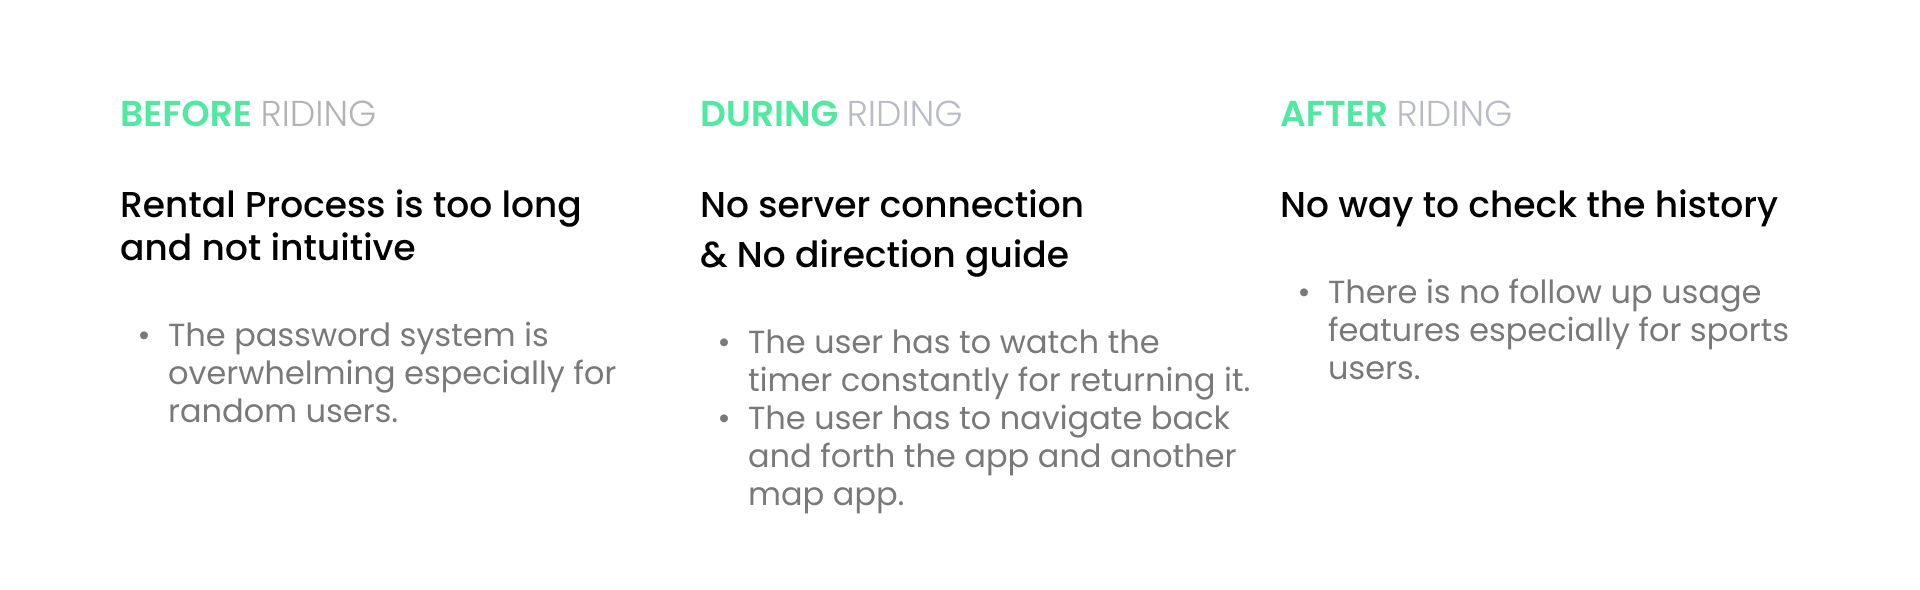 BEFORE RIDING
Rental Process is too long
and not intuitive
• The password system is
overwhelming especially for
random users.
DURING RIDING
No server connection
& No direction guide
• The user has to watch the
timer constantly for returning it.
• The user has to navigate back
and forth the app and another
map app.
AFTER RIDING
No way to check the history
• There is no follow up usage
features especially for sports
users.